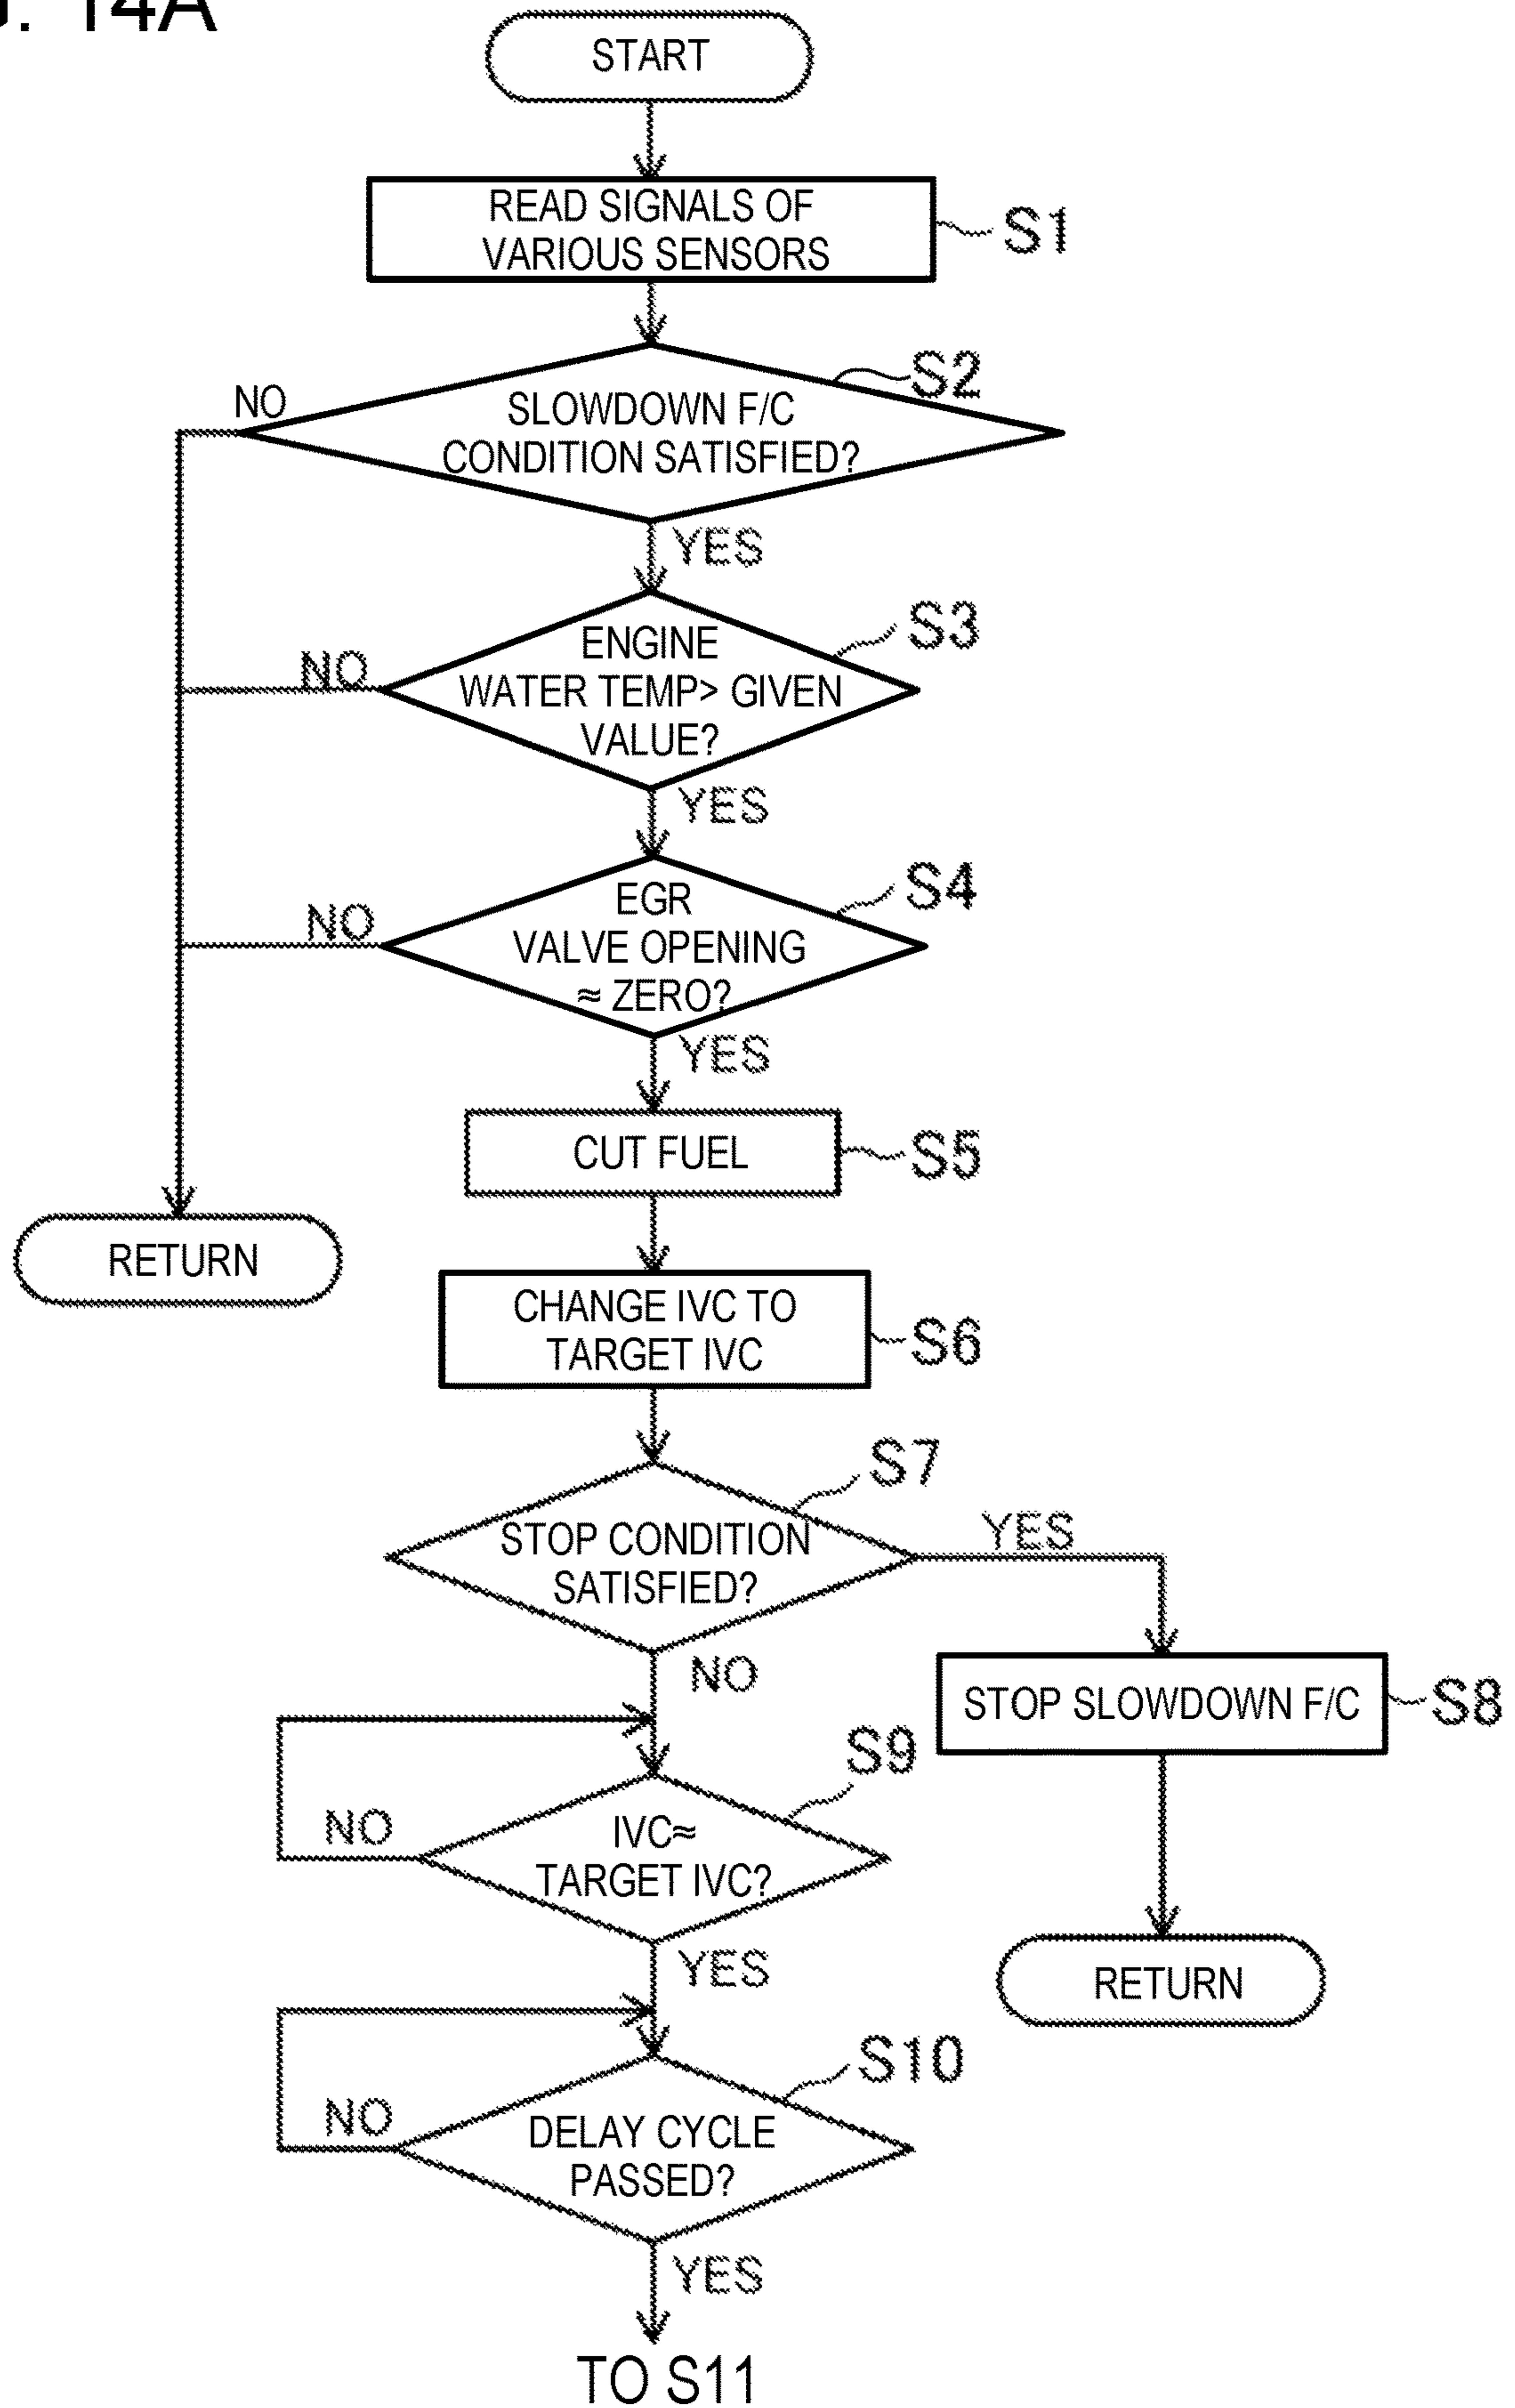 . 14A
START
READ SIGNALS OF
VARIOUS SENSORS
S1
S2
NO
SLOWDOWN F/C
CONDITION SATISFIED?
YES
S3
ENGINE
NO
WATER TEMP> GIVEN
VALUE?
YES
S4
EGR
NO
VALVE OPENING
≈ ZERO?
YES
CUT FUEL
S5
RETURN
CHANGE IVC TO
TARGET IVC
S6
S7
YES
STOP CONDITION
SATISFIED?
NO
STOP SLOWDOWN F/C
S8
S9
NO
IVC≈
TARGET IVC?
YES
RETURN
S10
NO
DELAY CYCLE
PASSED?
YES
TO S11